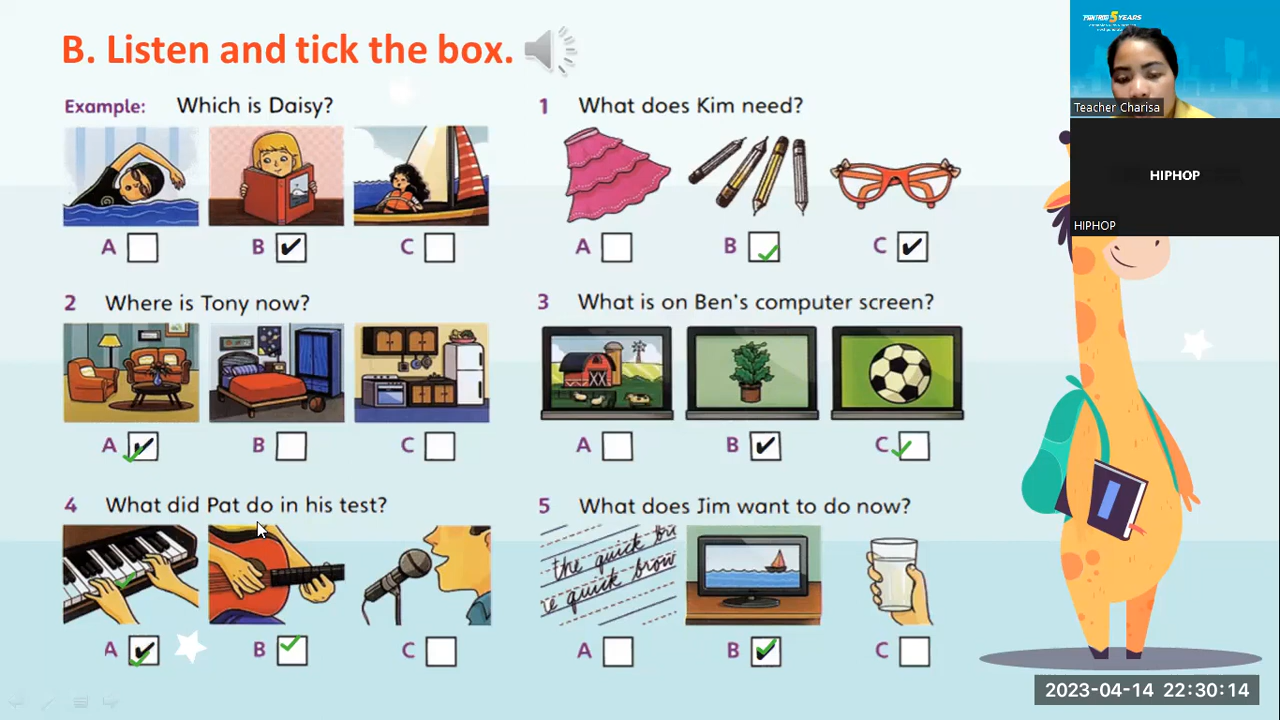 B. Listen and tick the box.
Example: Which is Daisy?
A B C
1 What does Kim need?
A B C
2 Where is Tony now?
A B C
3 What is on Ben's computer screen?
A B C
4 What did Pat do in his test?
A B C
5 What does Jim want to do now?
the quick
quick brow
A B C
5 YEARS
Teacher Charisa
HIPHOP
HIPHOP
2023-04-14 22:30:14